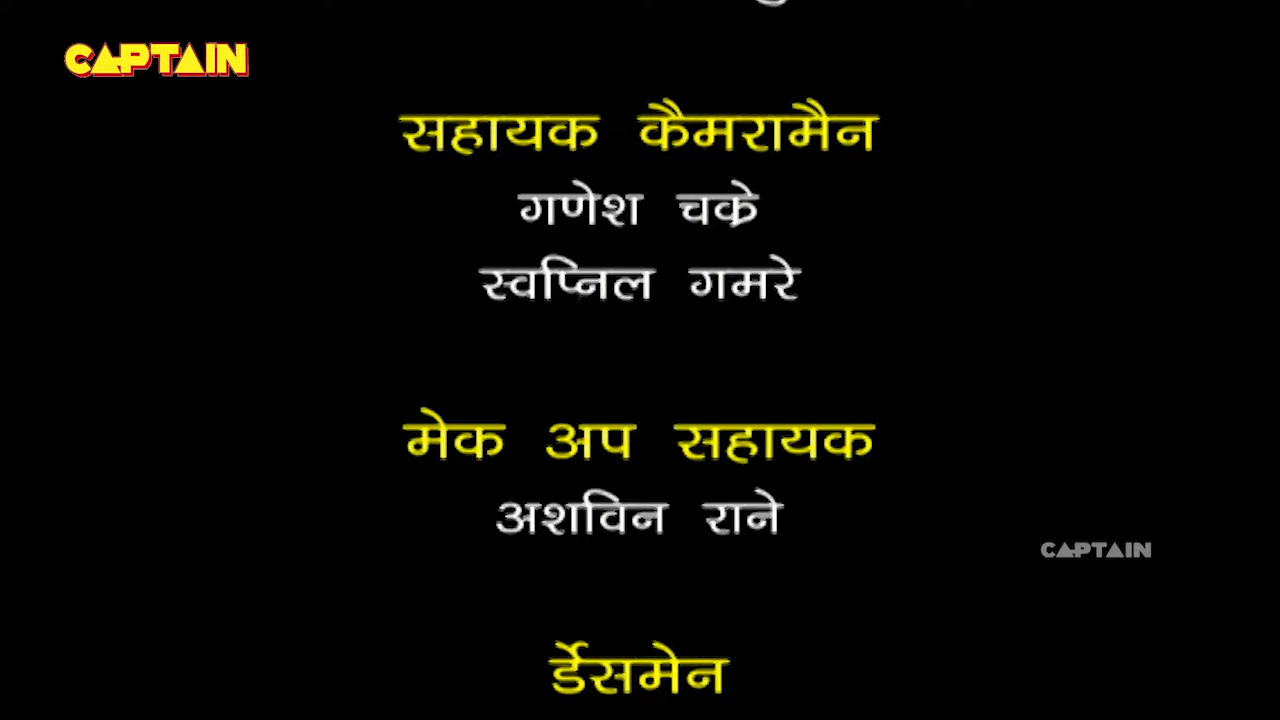 CAPTAIN
सहायक कैमरामैन
गणेश चक्रे
स्वप्निल गमरे
मेक अप सहायक
अशविन राने
CAPTAIN
र्डेसमेन